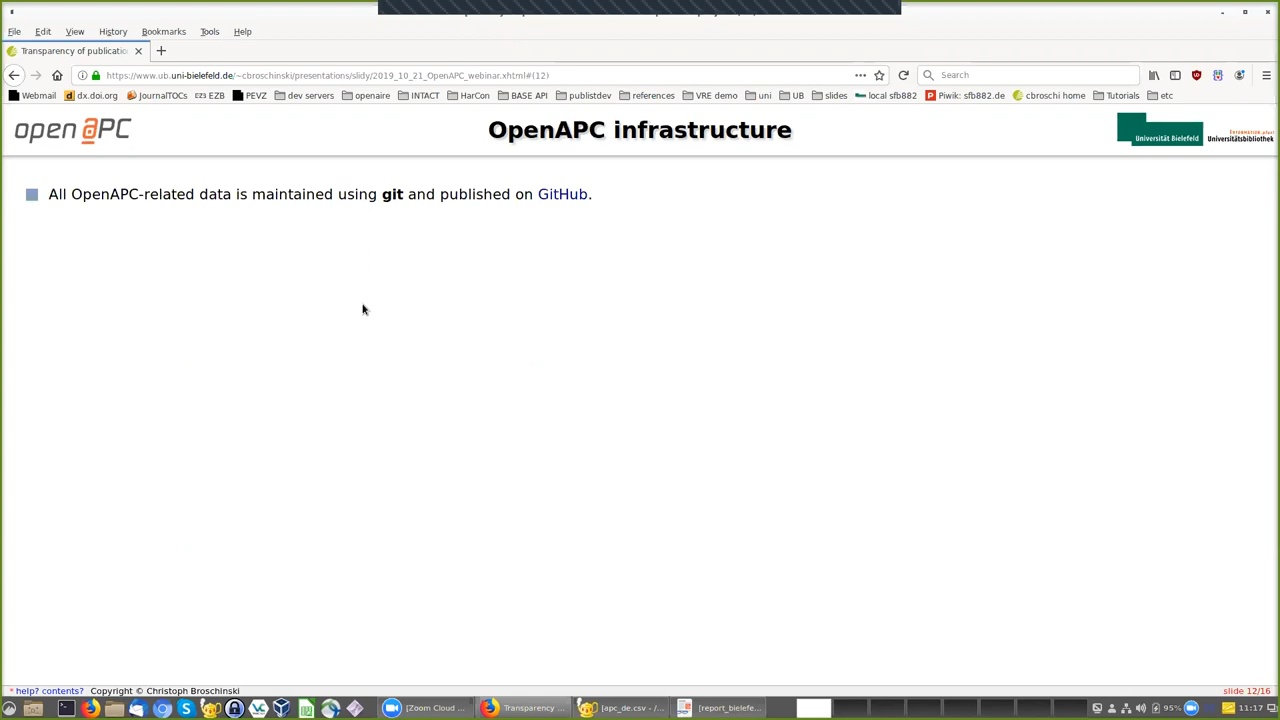 File Edit View History Bookmarks Tools Help
Transparency of publicatio
https://www.ub.uni-bielefeld.de/~cbroschinski/presentations/slidy/2019_10_21_OpenAPC_webinar.xhtml#(12)
Search
Webmail dx.doi.org JournalTOCs EZB EZB PEVZ dev servers openaire INTACT HarCon BASE API publistdev references VRE demo uni UB slides local sfb882 Piwik: sfb882.de cbroschi home Tutorials etc
open APC
OpenAPC infrastructure
Universität Bielefeld
Universitätsbibliothek
All OpenAPC-related data is maintained using git and published on GitHub.
* help? contents? Copyright © Christoph Broschinski
slide 12/16
[Zoom Cloud ... Transparency ... [apc_de.csv - /... [report_bielefe...
95% 11:17